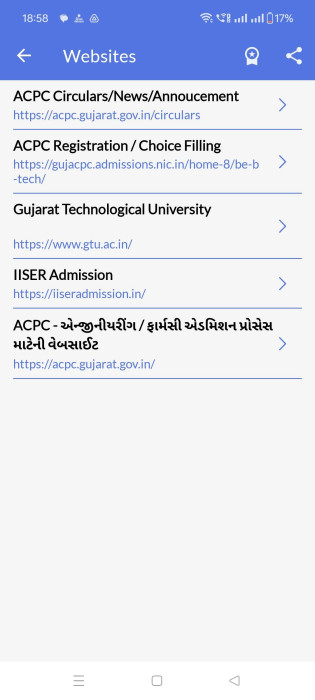 18:58 17%
Websites
ACPC Circulars/News/Annoucement
https://acpc.gujarat.gov.in/circulars
ACPC Registration / Choice Filling
https://gujacpc.admissions.nic.in/home-8/be-b
-tech/
Gujarat Technological University
https://www.gtu.ac.in/
IISER Admission
https://iiseradmission.in/
ACPC - એન્જીનીયરીંગ / ફાર્મસી એડમિશન પ્રોસેસ
માટેની વેબસાઈટ
https://acpc.gujarat.gov.in/